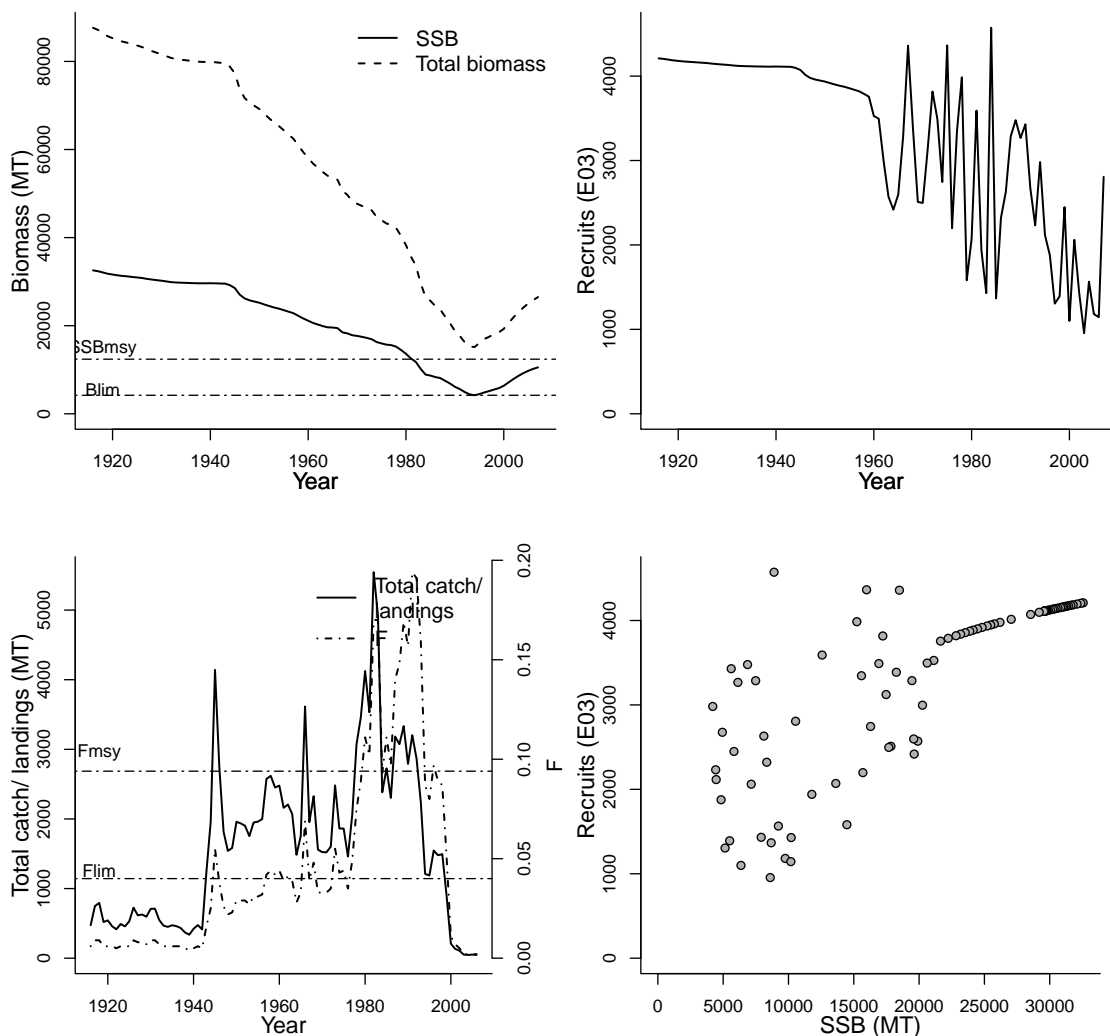 SSB
Total biomass
Biomass (MT)
0
20000
40000
60000
80000
SSBmsy
Blim
1920
1940
1960
1980
2000
Year
Recruits (E03)
0
1000
2000
3000
4000
1920
1940
1960
1980
2000
Year
Total catch/
landings
F
Total catch/ landings (MT)
0
1000
2000
3000
4000
5000
Fmsy
Flim
0.00
0.05
0.10
0.15
0.20
F
1920
1940
1960
1980
2000
Year
Recruits (E03)
0
1000
2000
3000
4000
0
5000
10000
15000
20000
25000
30000
SSB (MT)